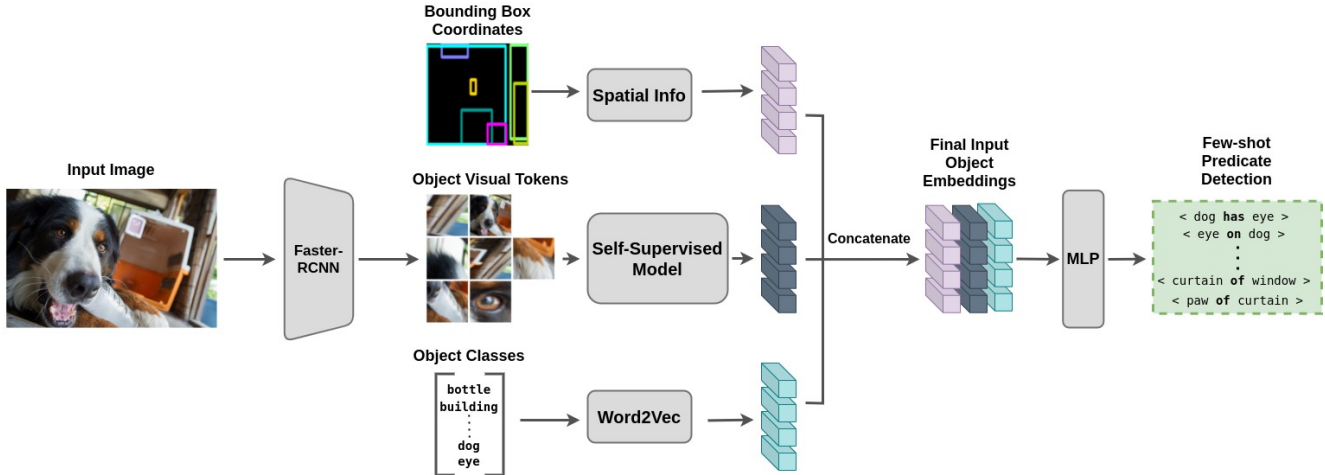 Bounding Box
Coordinates
Spatial Info
Input Image
Faster-
RCNN
Object Visual Tokens
Self-Supervised
Model
Object Classes
bottle
building
dog
eye
Word2Vec
Concatenate
Final Input
Object
Embeddings
MLP
Few-shot
Predicate
Detection
< dog has eye >
< eye on dog >
< curtain of window >
< paw of curtain >